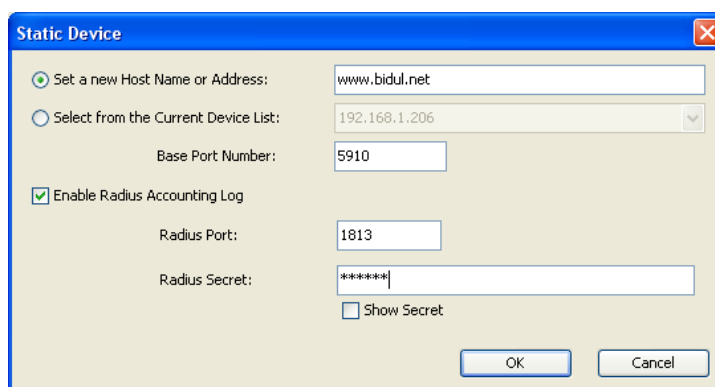 Static Device
Set a new Host Name or Address: www.bidul.net
Select from the Current Device List: 192.168.1.206
Base Port Number: 5910
Enable Radius Accounting Log
Radius Port: 1813
Radius Secret: ******
Show Secret
OK Cancel